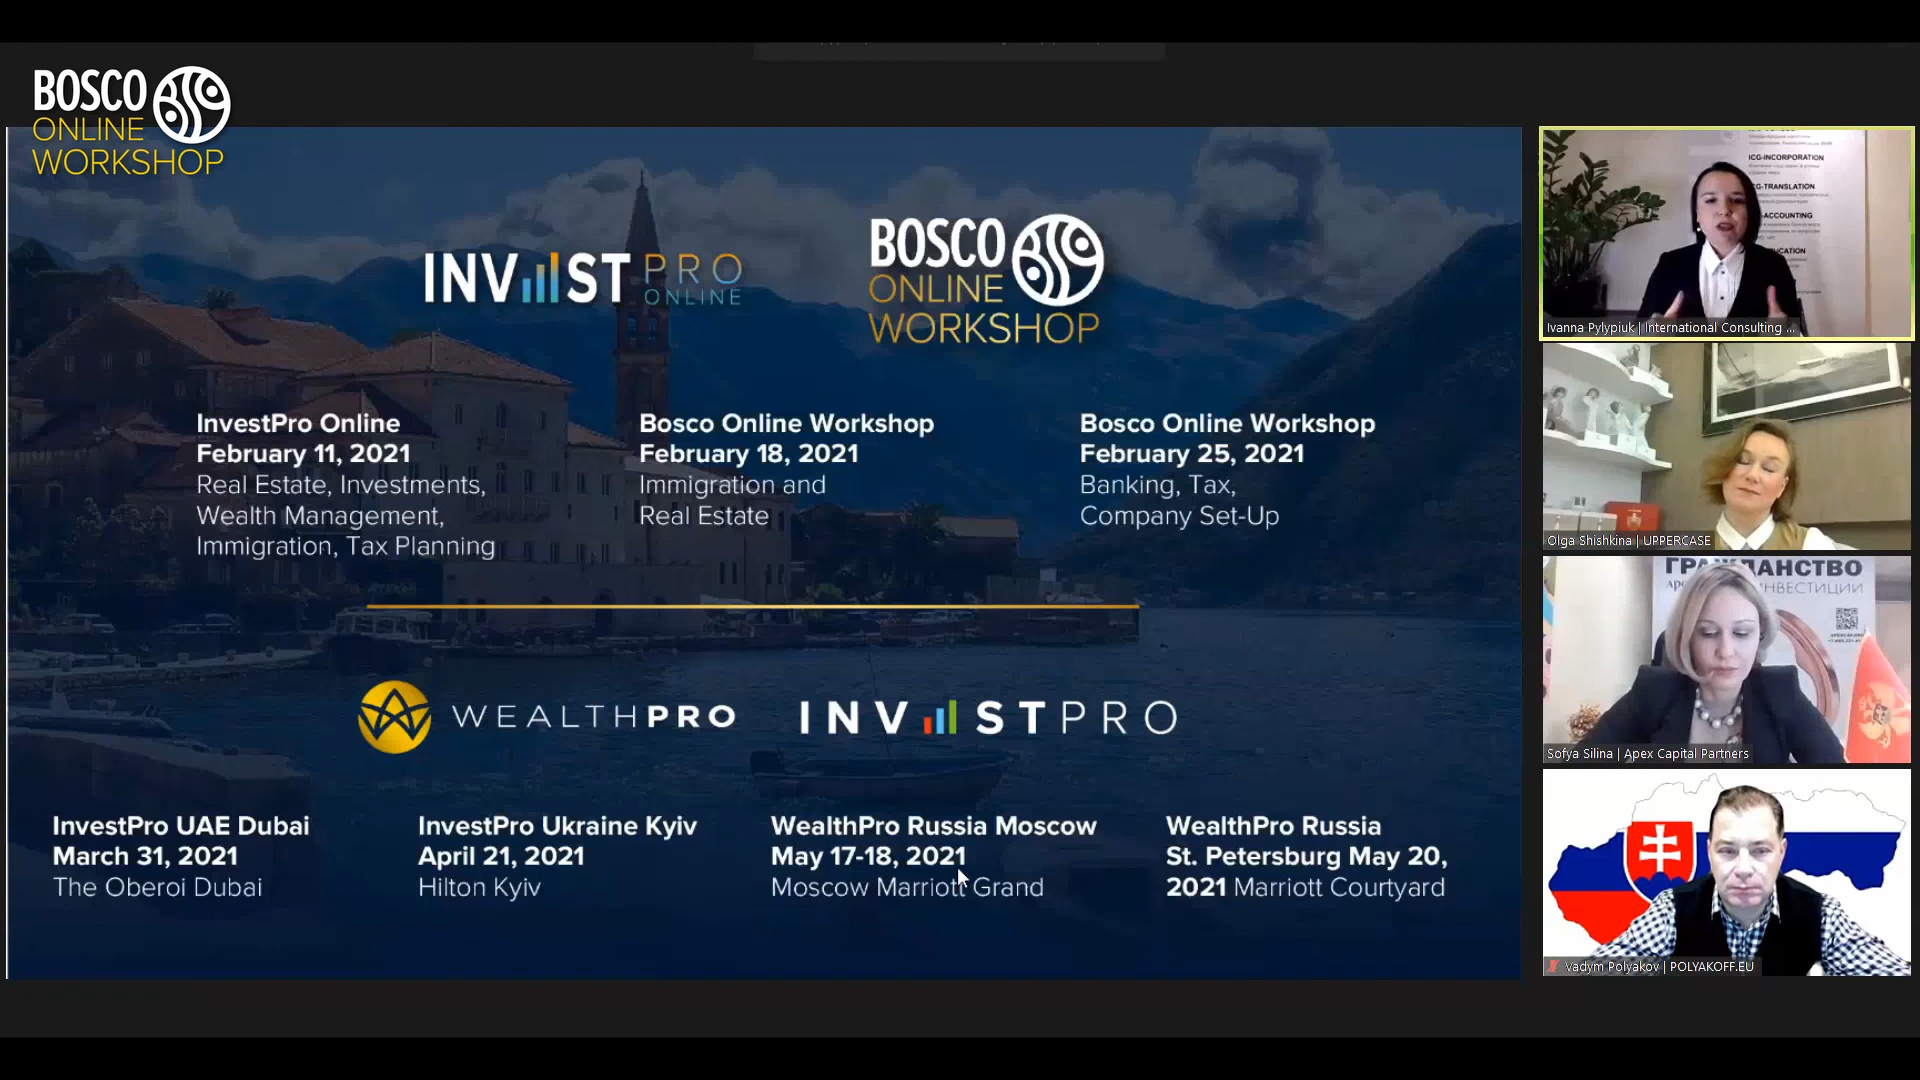 BOSCO
ONLINE
WORKSHOP
INVESTPRO
ONLINE
BOSCO
ONLINE
WORKSHOP
InvestPro Online
February 11, 2021
Real Estate, Investments,
Wealth Management,
Immigration, Tax Planning
Bosco Online Workshop
February 18, 2021
Immigration and
Real Estate
Bosco Online Workshop
February 25, 2021
Banking, Tax,
Company Set-Up
WEALTHPRO
INVESTPRO
InvestPro UAE Dubai
March 31, 2021
The Oberoi Dubai
InvestPro Ukraine Kyiv
April 21, 2021
Hilton Kyiv
WealthPro Russia Moscow
May 17-18, 2021
Moscow Marriott Grand
WealthPro Russia
St. Petersburg May 20,
2021 Marriott Courtyard
ICG-INCORPORATION
CG-TRANSLATION
-ACCOUNTING
Ivanna Pylypiuk | International Consulting ...
Olga Shishkina | UPPERCASE
ГРАЖДАНСТВО
ИНВЕСТИЦИИ
Sofya Silina | Apex Capital Partners
Vadym Polyakov | POLYAKOFF.EU